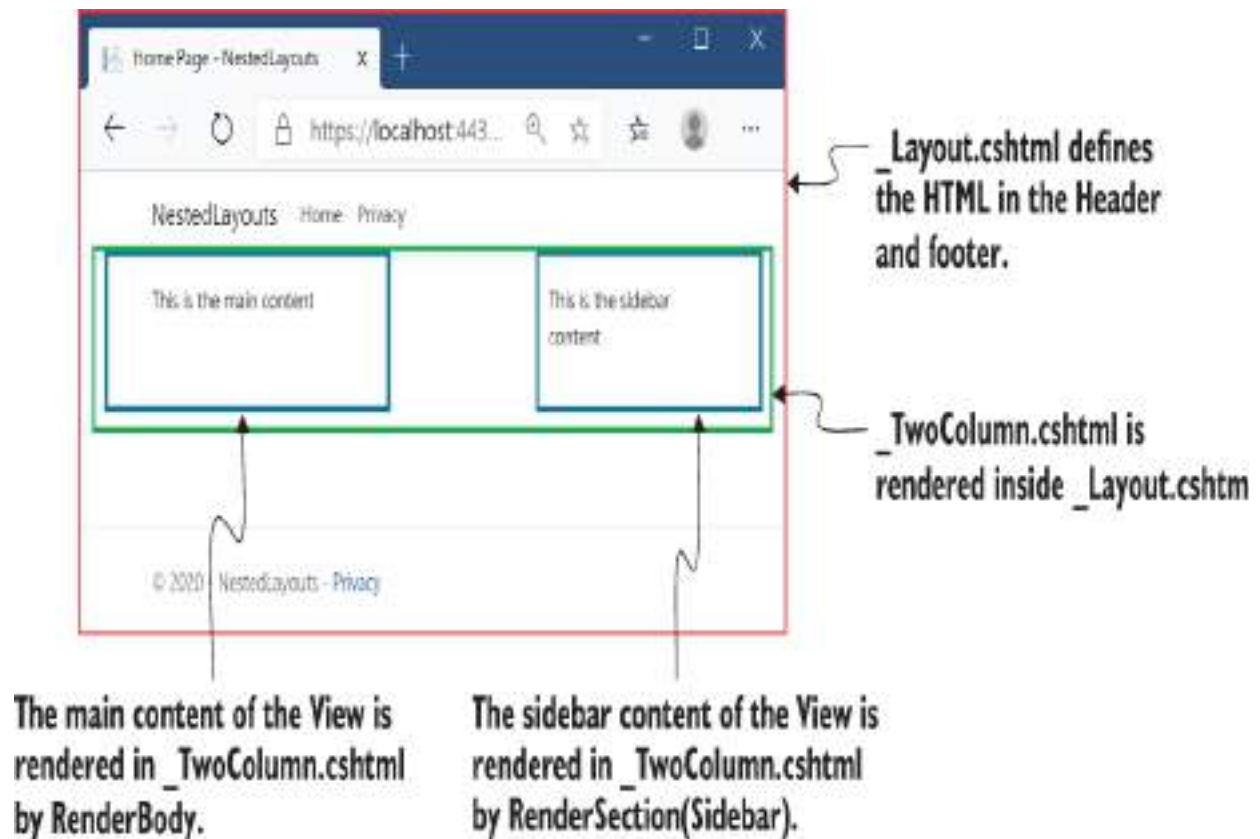 Home Page - NestedLayouts X +
https://localhost:443...
NestedLayouts Home Privacy
This is the main content
This is the sidebar
content
© 2020 - NestedLayouts - Privacy
_Layout.cshtml defines
the HTML in the Header
and footer.
_TwoColumn.cshtml is
rendered inside _Layout.cshtm
The main content of the View is
rendered in _TwoColumn.cshtml
by RenderBody.
The sidebar content of the View is
rendered in _TwoColumn.cshtml
by RenderSection(Sidebar).